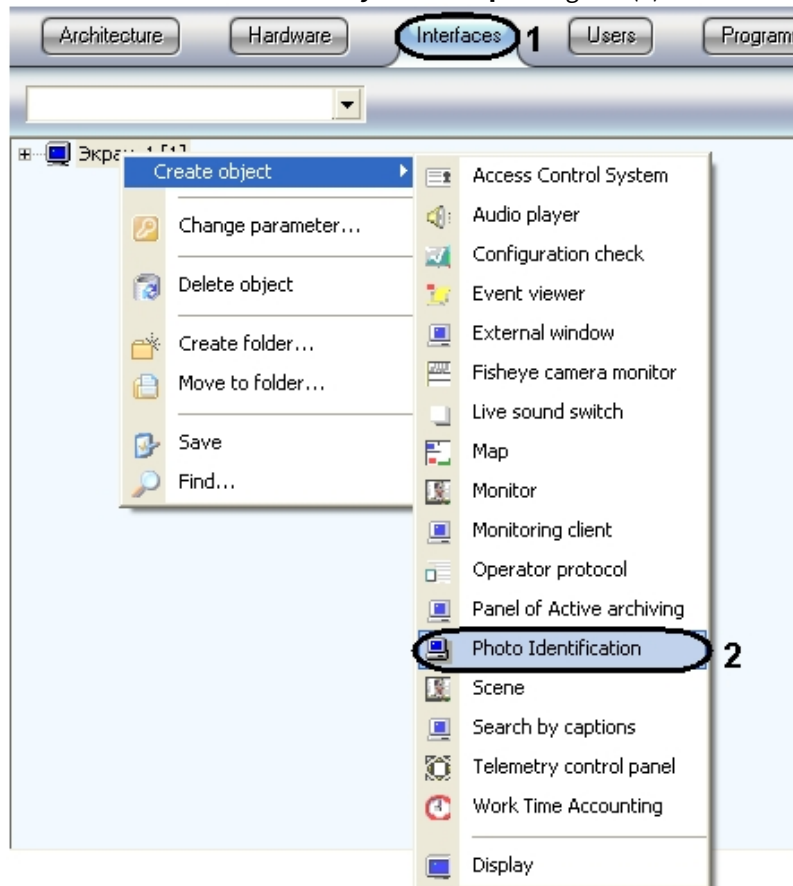 Architecture Hardware Interfaces 1 Users
Экран 1 [1]
Create object
Change parameter...
Delete object
Create folder...
Move to folder...
Save
Find...
Access Control System
Audio player
Configuration check
Event viewer
External window
Fisheye camera monitor
Live sound switch
Map
Monitor
Monitoring client
Operator protocol
Panel of Active archiving
Photo Identification 2
Scene
Search by captions
Telemetry control panel
Work Time Accounting
Display